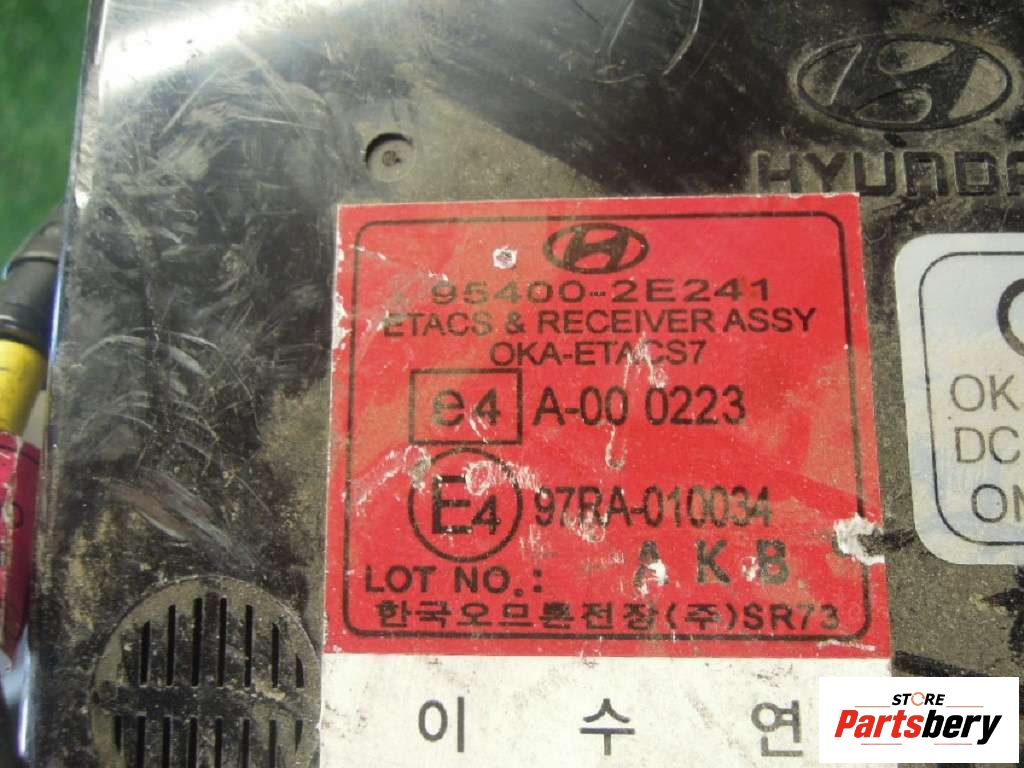 HYUNDA
95400-2E241
ETACS & RECEIVER ASSY
OKA-ETACS7
e4 A-00 0223
E4 97RA-010034
LOT NO.: A K B
한국오므론전장(주)SR73
이 수 연
OK
DC
ON
STORE
Partsbery